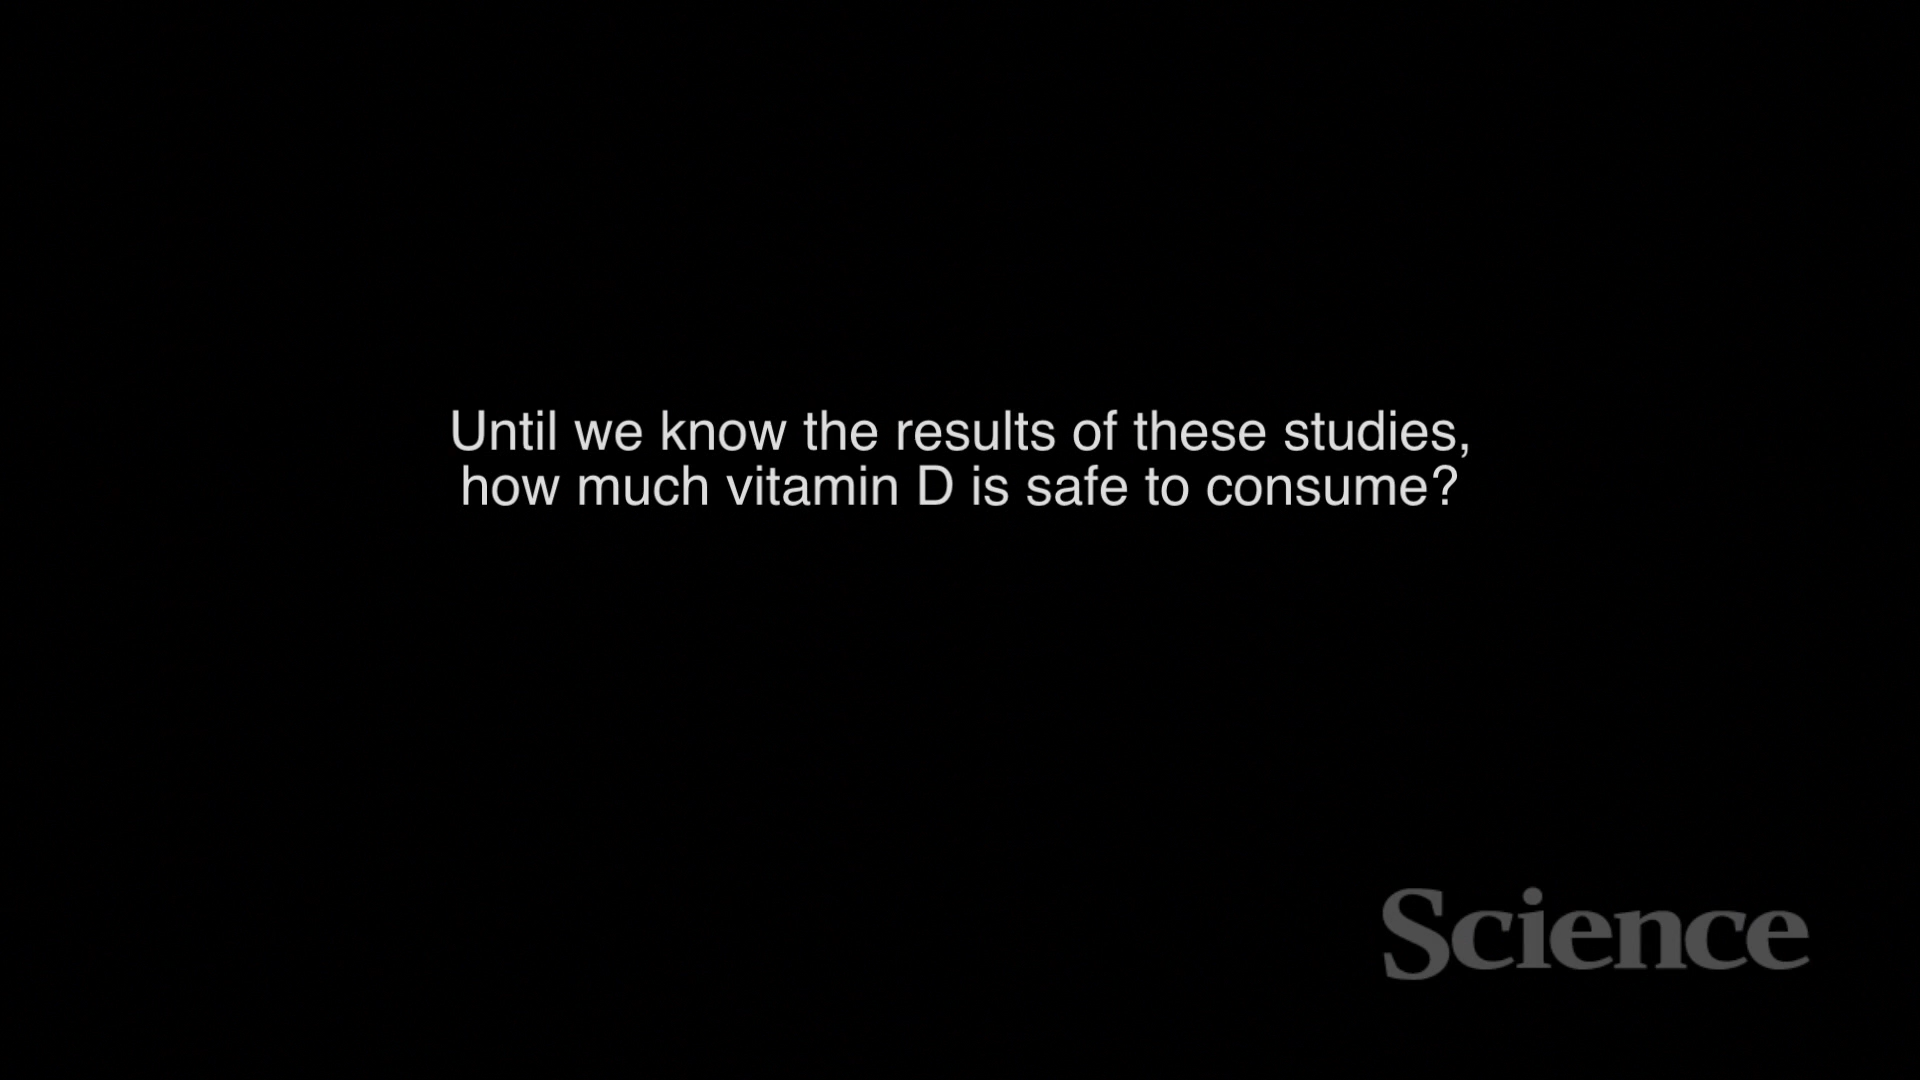 Until we know the results of these studies,
how much vitamin D is safe to consume?
Science